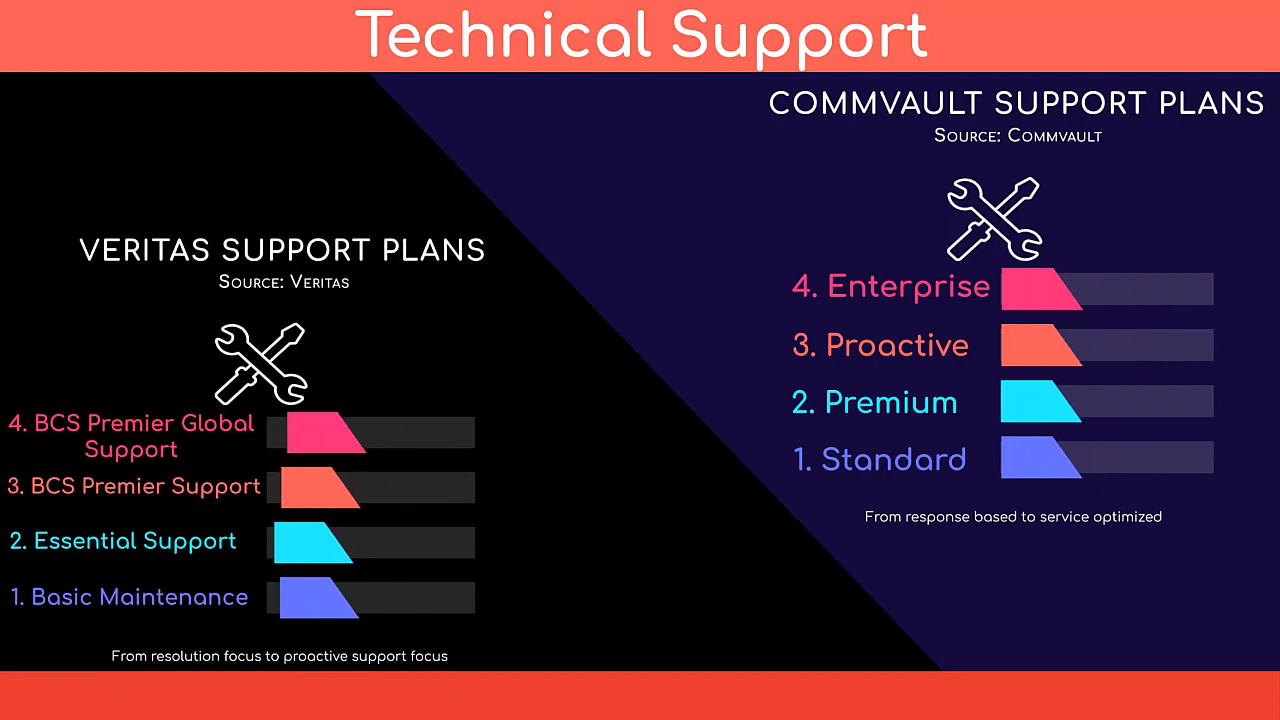 Technical Support
VERITAS SUPPORT PLANS
Source: Veritas
4. BCS Premier Global
Support
3. BCS Premier Support
2. Essential Support
1. Basic Maintenance
From resolution focus to proactive support focus
COMMVAULT SUPPORT PLANS
Source: Commvault
4. Enterprise
3. Proactive
2. Premium
1. Standard
From response based to service optimized